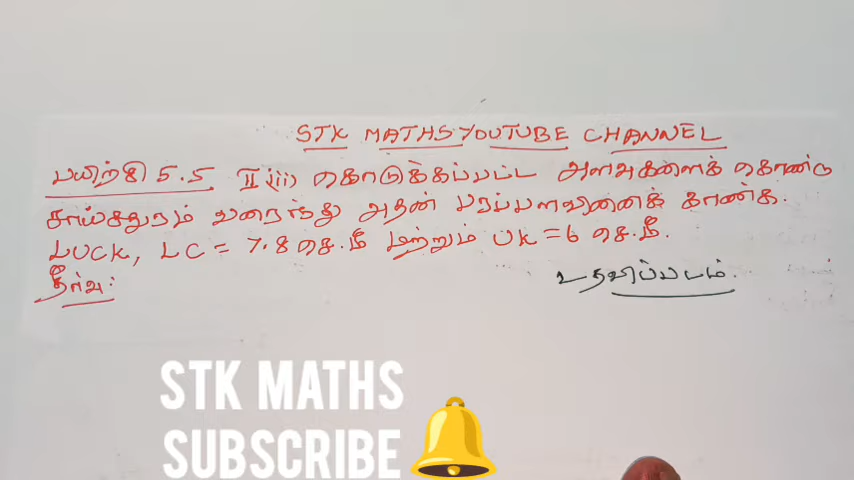 STK MATHS YOUTUBE CHANNEL
பயிற்சி 5.5 II (ii) கொடுக்கப்பட்ட அளவுகளைக் கொண்டு
சாய்சதுரம் வரைந்து அதன் பரப்பளவினைக் காண்க.
LUCK, LC = 7.8 செ.மீ மற்றும் UK = 6 செ.மீ.
தீர்வு:
உதவிப்படம்.
STK MATHS
SUBSCRIBE